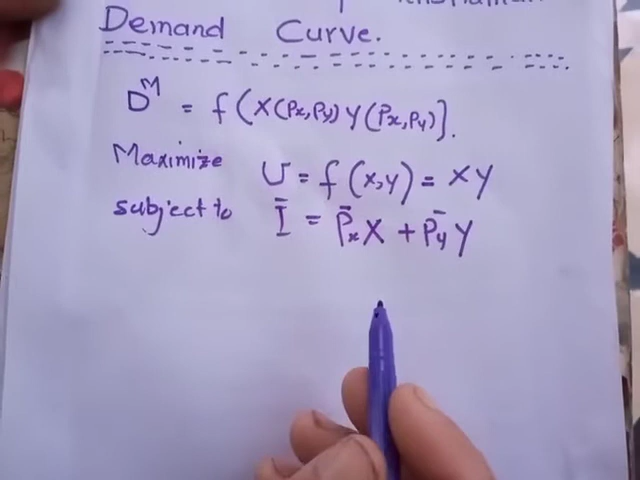 Demand Curve.
D^M = f(X(Px,Py) Y(Px,Py)].
Maximize U = f(x,y) = XY
subject to Ī = P̄x X + P̄y Y